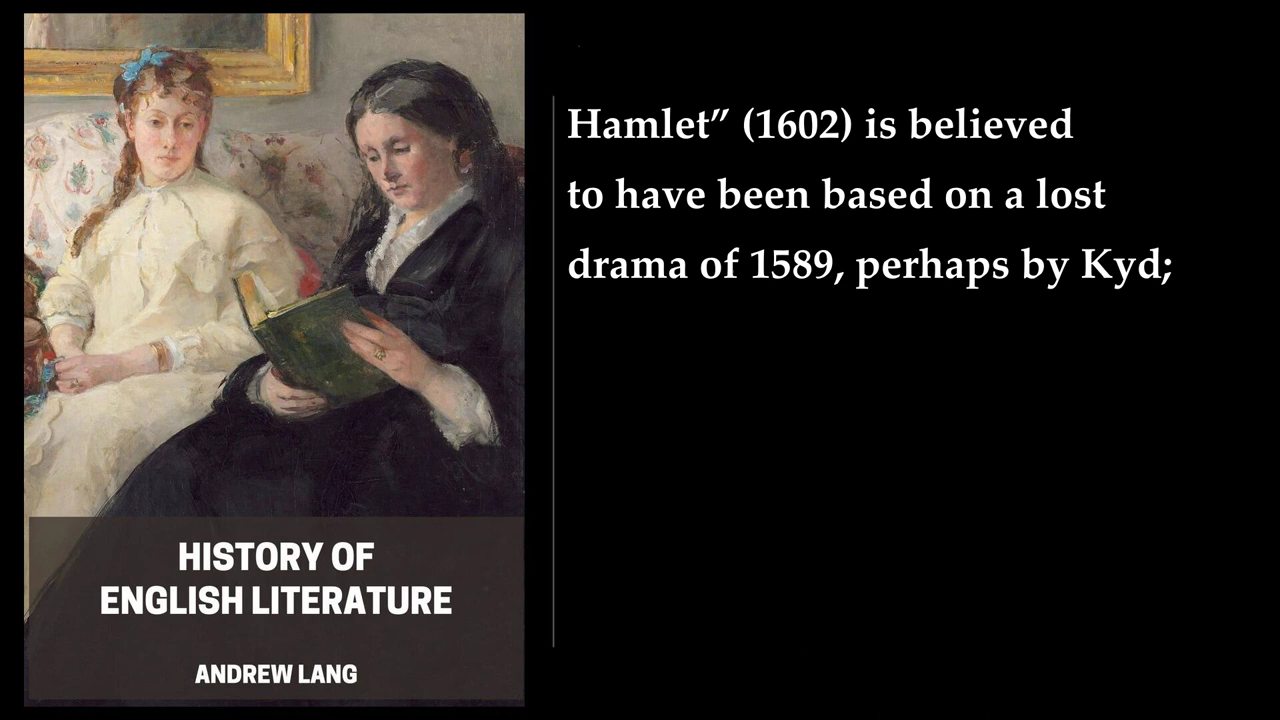 Hamlet” (1602) is believed
to have been based on a lost
drama of 1589, perhaps by Kyd;
HISTORY OF
ENGLISH LITERATURE
ANDREW LANG